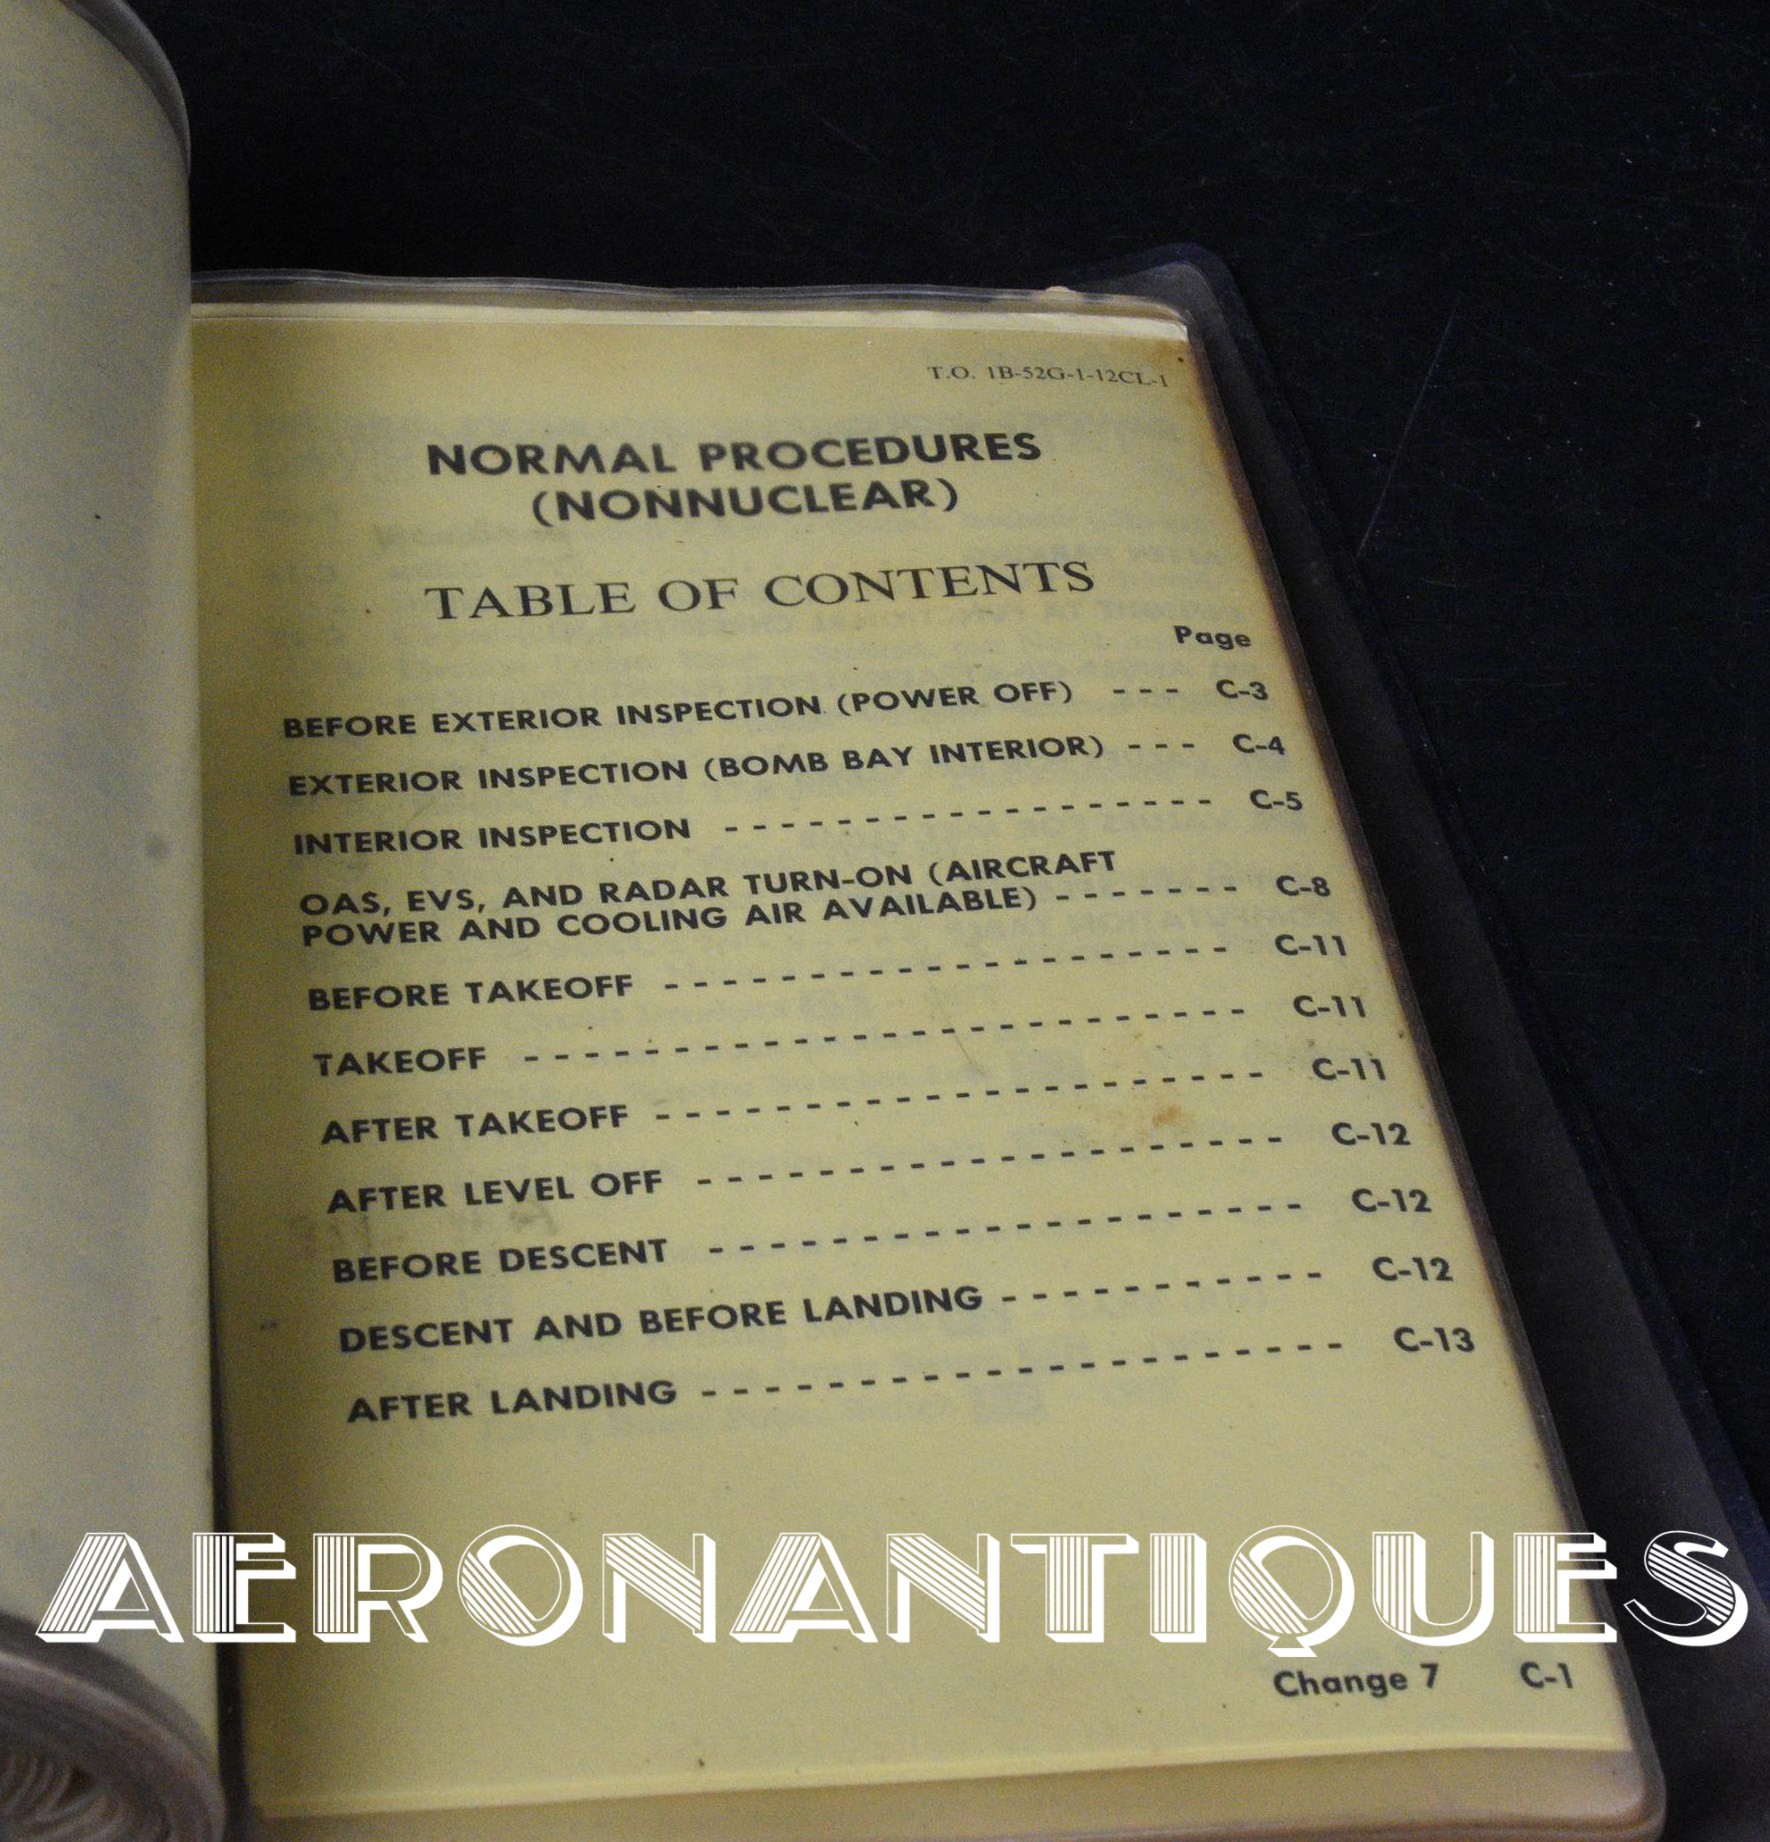 T.O. 1B-52G-1-12CL-1
NORMAL PROCEDURES
(NONNUCLEAR)
TABLE OF CONTENTS
Page
BEFORE EXTERIOR INSPECTION (POWER OFF) --- C-3
EXTERIOR INSPECTION (BOMB BAY INTERIOR) --- C-4
INTERIOR INSPECTION ----------------- C-5
OAS, EVS, AND RADAR TURN-ON (AIRCRAFT
POWER AND COOLING AIR AVAILABLE) ------- C-8
BEFORE TAKEOFF ------------------- C-11
TAKEOFF ------------------------ C-11
AFTER TAKEOFF -------------------- C-11
AFTER LEVEL OFF ------------------- C-12
BEFORE DESCENT ------------------- C-12
DESCENT AND BEFORE LANDING ---------- C-12
AFTER LANDING -------------------- C-13
AERONANTIQUES
Change 7 C-1